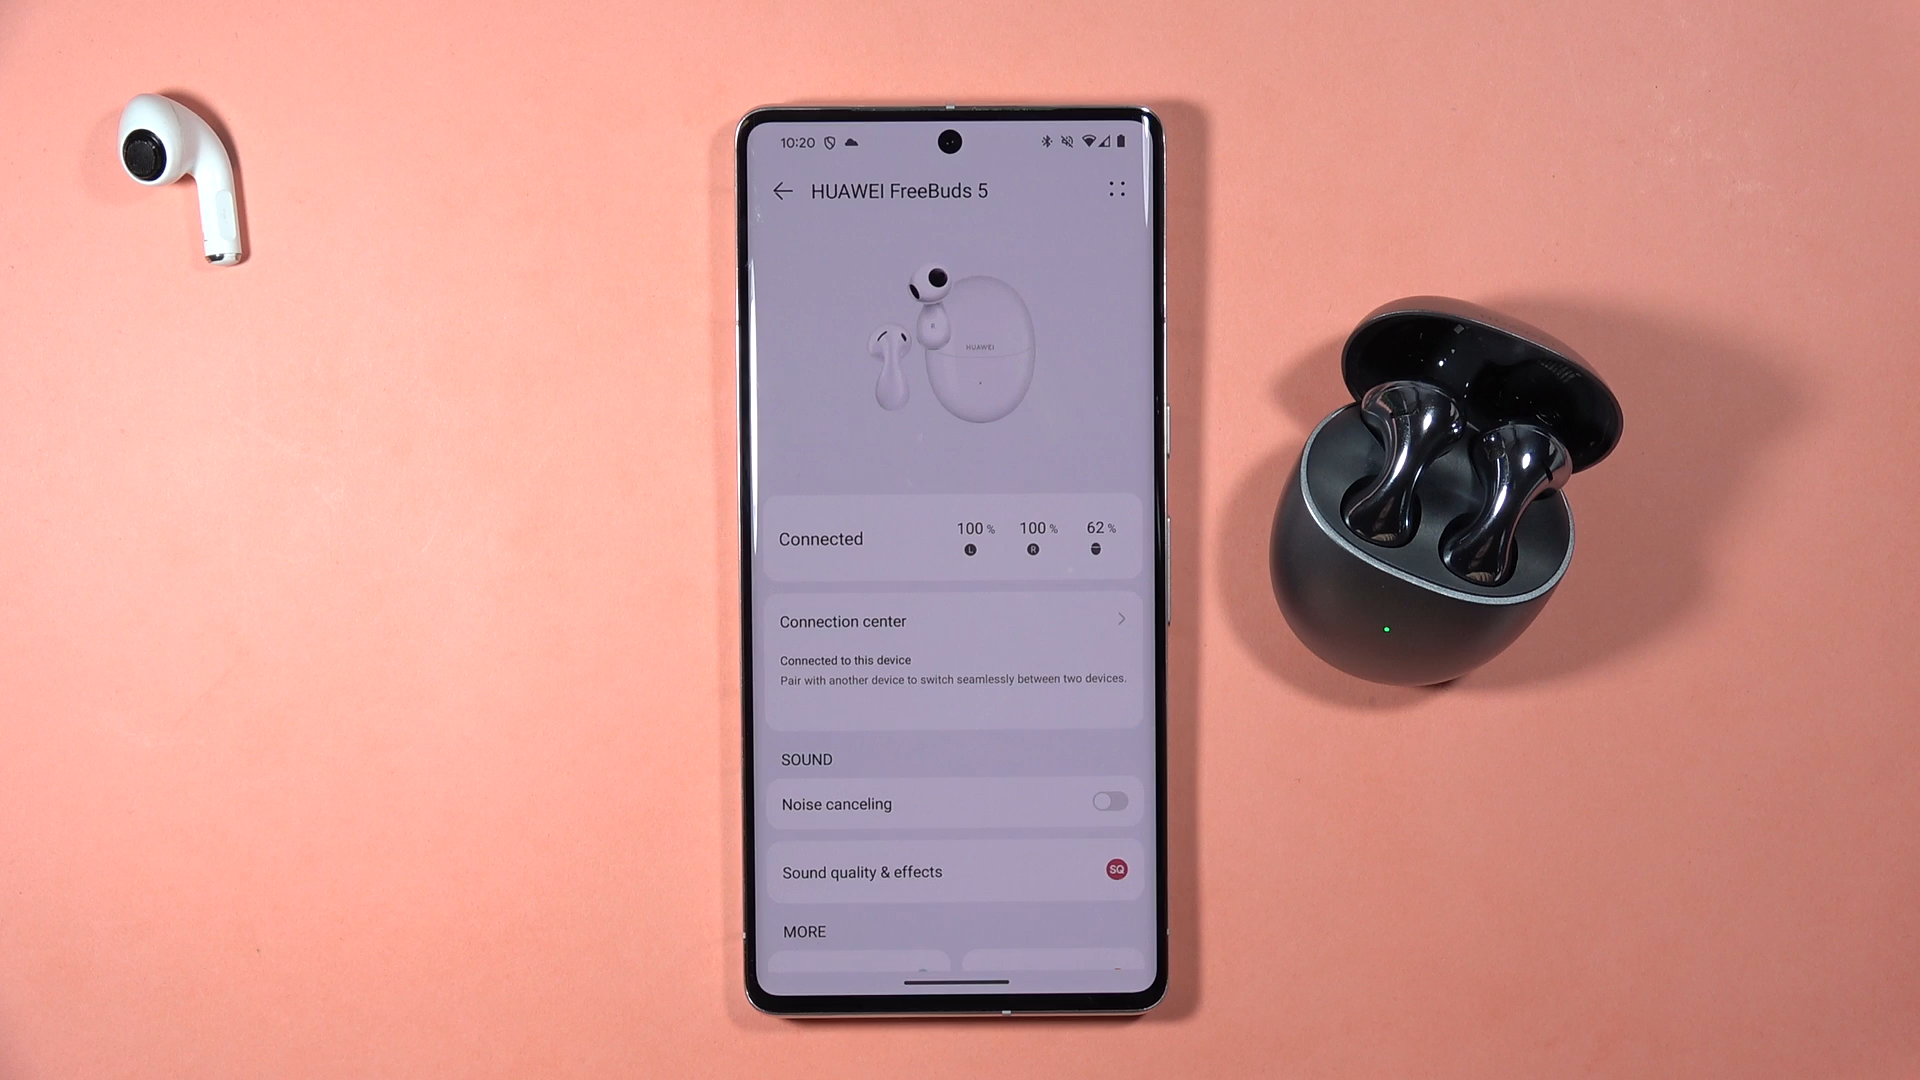 10:20
HUAWEI FreeBuds 5
R
HUAWEI
Connected
100 %
100 %
62 %
L
R
Connection center
Connected to this device
Pair with another device to switch seamlessly between two devices.
SOUND
Noise canceling
Sound quality & effects
SQ
MORE